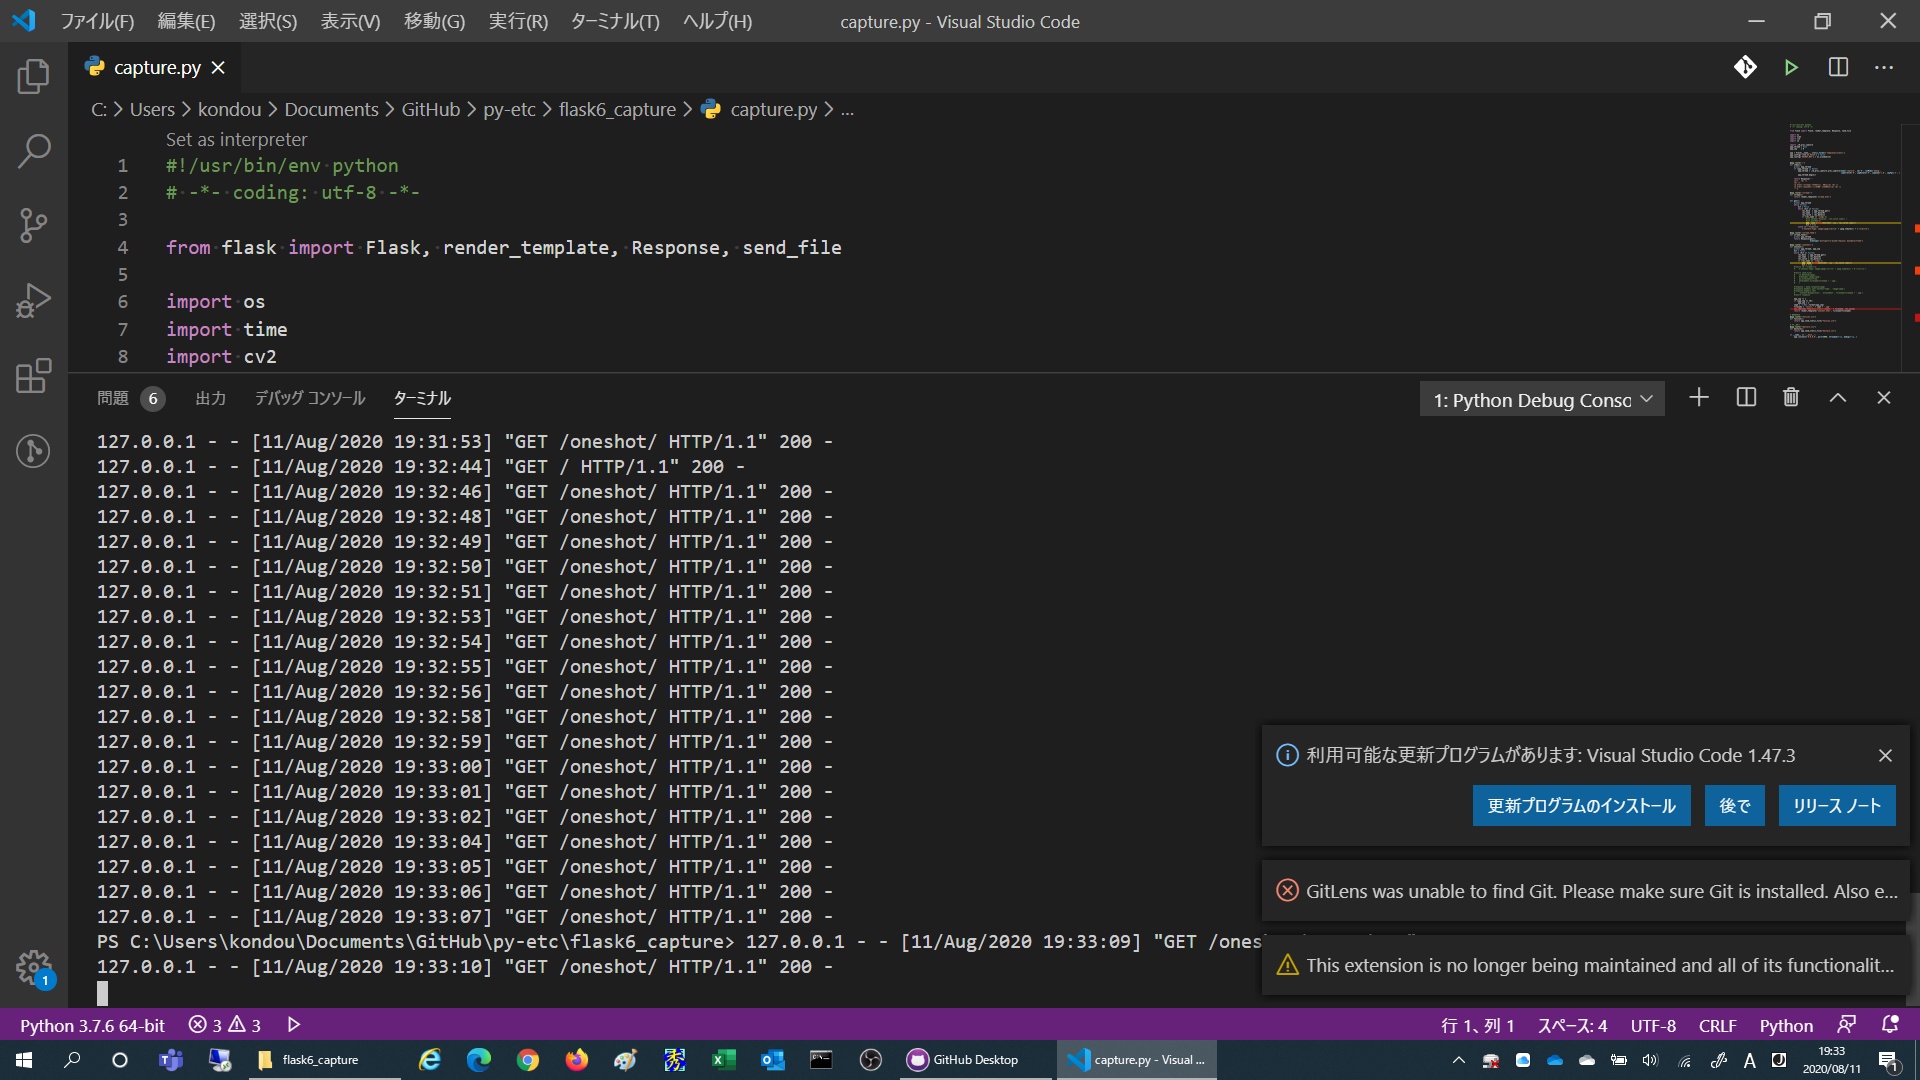 ファイル(F) 編集(E) 選択(S) 表示(V) 移動(G) 実行(R) ターミナル(T) ヘルプ(H) capture.py - Visual Studio Code
capture.py
C: > Users > kondou > Documents > GitHub > py-etc > flask6_capture > capture.py > ...
Set as interpreter
1 #!/usr/bin/env python
2 # -*- coding: utf-8 -*-
3
4 from flask import Flask, render_template, Response, send_file
5
6 import os
7 import time
8 import cv2
問題 6 出力 デバッグ コンソール ターミナル 1: Python Debug Conso
127.0.0.1 - - [11/Aug/2020 19:31:53] "GET /oneshot/ HTTP/1.1" 200 -
127.0.0.1 - - [11/Aug/2020 19:32:44] "GET / HTTP/1.1" 200 -
127.0.0.1 - - [11/Aug/2020 19:32:46] "GET /oneshot/ HTTP/1.1" 200 -
127.0.0.1 - - [11/Aug/2020 19:32:48] "GET /oneshot/ HTTP/1.1" 200 -
127.0.0.1 - - [11/Aug/2020 19:32:49] "GET /oneshot/ HTTP/1.1" 200 -
127.0.0.1 - - [11/Aug/2020 19:32:50] "GET /oneshot/ HTTP/1.1" 200 -
127.0.0.1 - - [11/Aug/2020 19:32:51] "GET /oneshot/ HTTP/1.1" 200 -
127.0.0.1 - - [11/Aug/2020 19:32:53] "GET /oneshot/ HTTP/1.1" 200 -
127.0.0.1 - - [11/Aug/2020 19:32:54] "GET /oneshot/ HTTP/1.1" 200 -
127.0.0.1 - - [11/Aug/2020 19:32:55] "GET /oneshot/ HTTP/1.1" 200 -
127.0.0.1 - - [11/Aug/2020 19:32:56] "GET /oneshot/ HTTP/1.1" 200 -
127.0.0.1 - - [11/Aug/2020 19:32:58] "GET /oneshot/ HTTP/1.1" 200 -
127.0.0.1 - - [11/Aug/2020 19:32:59] "GET /oneshot/ HTTP/1.1" 200 -
127.0.0.1 - - [11/Aug/2020 19:33:00] "GET /oneshot/ HTTP/1.1" 200 -
127.0.0.1 - - [11/Aug/2020 19:33:01] "GET /oneshot/ HTTP/1.1" 200 -
127.0.0.1 - - [11/Aug/2020 19:33:02] "GET /oneshot/ HTTP/1.1" 200 -
127.0.0.1 - - [11/Aug/2020 19:33:04] "GET /oneshot/ HTTP/1.1" 200 -
127.0.0.1 - - [11/Aug/2020 19:33:05] "GET /oneshot/ HTTP/1.1" 200 -
127.0.0.1 - - [11/Aug/2020 19:33:06] "GET /oneshot/ HTTP/1.1" 200 -
127.0.0.1 - - [11/Aug/2020 19:33:07] "GET /oneshot/ HTTP/1.1" 200 -
PS C:\Users\kondou\Documents\GitHub\py-etc\flask6_capture> 127.0.0.1 - - [11/Aug/2020 19:33:09] "GET /ones
127.0.0.1 - - [11/Aug/2020 19:33:10] "GET /oneshot/ HTTP/1.1" 200 -
利用可能な更新プログラムがあります: Visual Studio Code 1.47.3
更新プログラムのインストール 後で リリース ノート
GitLens was unable to find Git. Please make sure Git is installed. Also e...
This extension is no longer being maintained and all of its functionalit...
1
Python 3.7.6 64-bit 3 3 行 1、列 1 スペース: 4 UTF-8 CRLF Python
flask6_capture GitHub Desktop capture.py - Visual ... A 19:33
2020/08/11 1